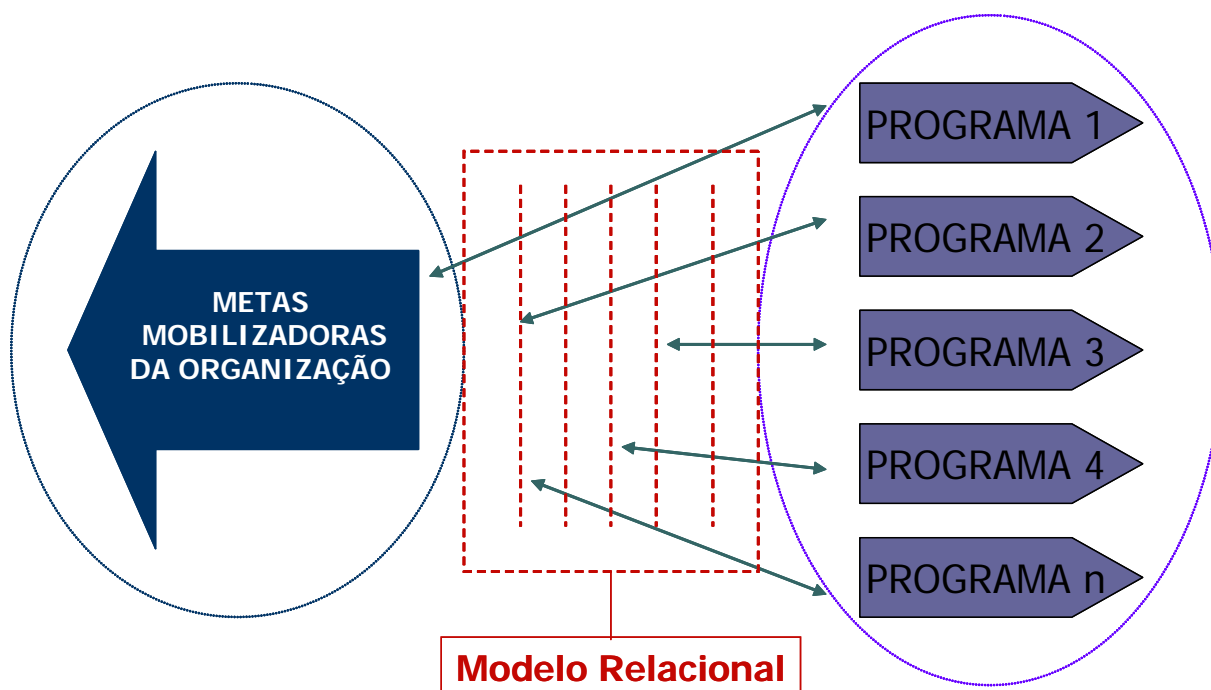 METAS
MOBILIZADORAS
DA ORGANIZAÇÃO
PROGRAMA 1
PROGRAMA 2
PROGRAMA 3
PROGRAMA 4
PROGRAMA n
Modelo Relacional